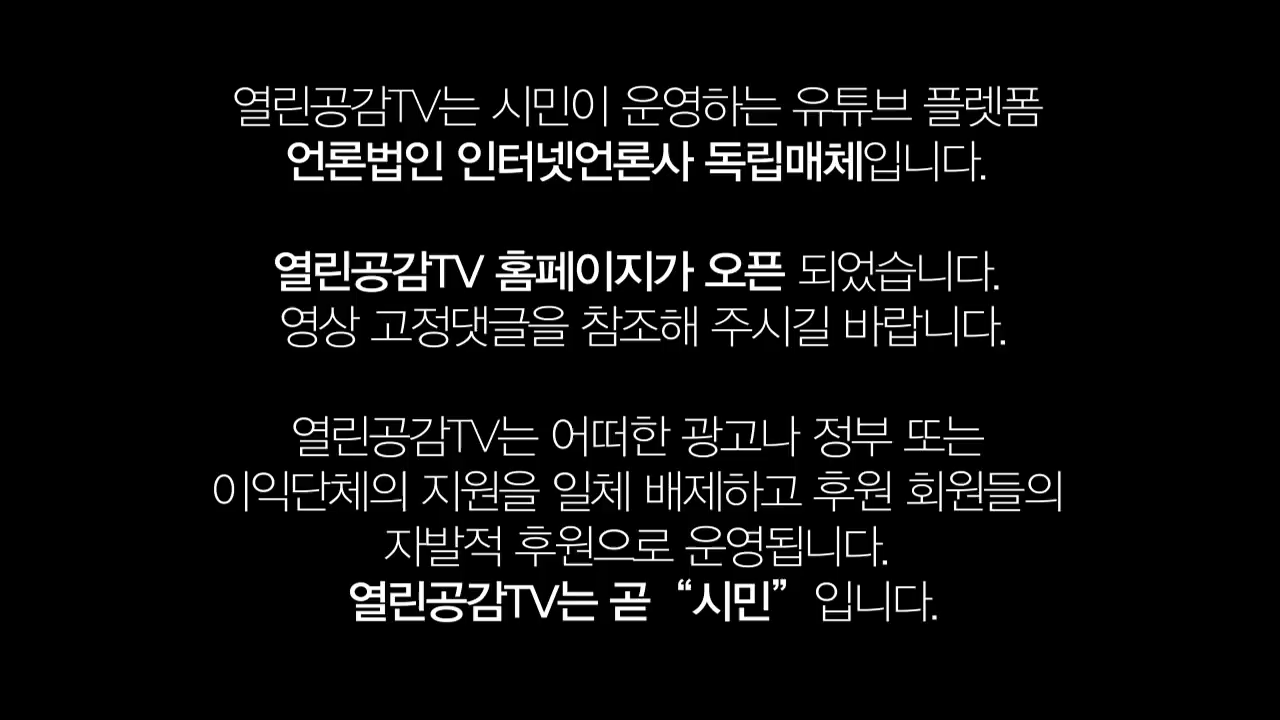 열린공감TV는 시민이 운영하는 유튜브 플렛폼
언론법인 인터넷언론사 독립매체입니다.
열린공감TV 홈페이지가 오픈 되었습니다.
영상 고정댓글을 참조해 주시길 바랍니다.
열린공감TV는 어떠한 광고나 정부 또는
이익단체의 지원을 일체 배제하고 후원 회원들의
자발적 후원으로 운영됩니다.
열린공감TV는 곧 “시민” 입니다.